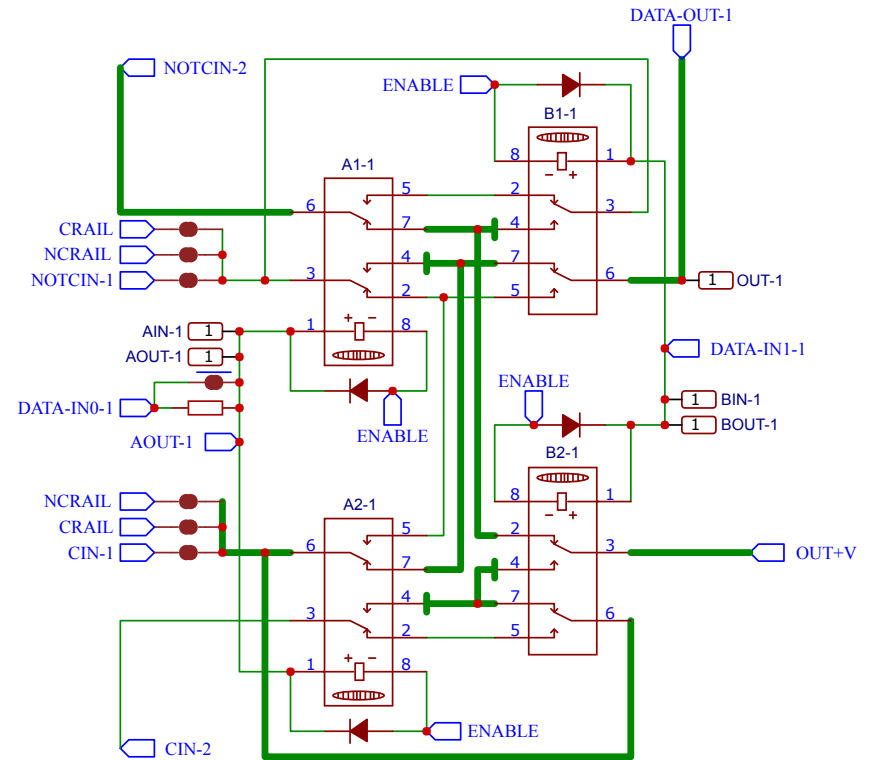 DATA-OUT-1
NOTCIN-2
ENABLE
B1-1
8 1
- +
A1-1
6 5 2 3
CRAIL 7 4
NCRAIL
NOTCIN-1 3 4 7 6 1 OUT-1
2 5
AIN-1 1 1 + - 8
AOUT-1 1 DATA-IN1-1
ENABLE
DATA-IN0-1 1 BIN-1
ENABLE 1 BOUT-1
AOUT-1
B2-1
NCRAIL A2-1 8 1
- +
CRAIL 5 2
CIN-1 6 7 4 3 OUT+V
3 4 7 6
2 5
1 + - 8
ENABLE
CIN-2